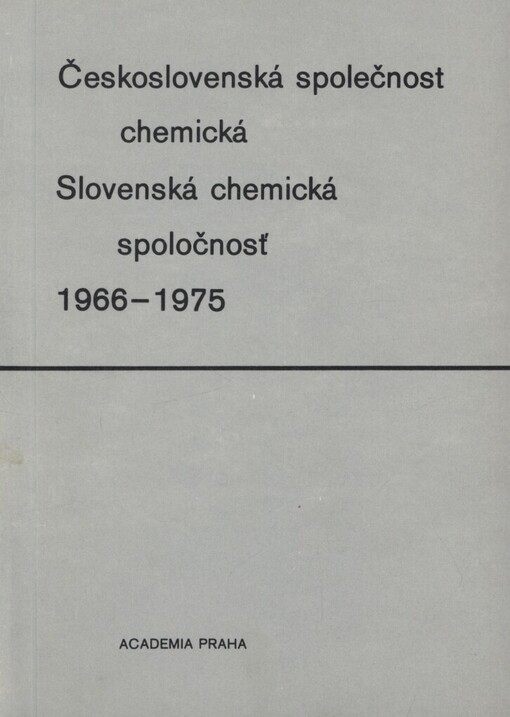 Československá společnost
chemická
Slovenská chemická
spoločnosť
1966–1975
ACADEMIA PRAHA